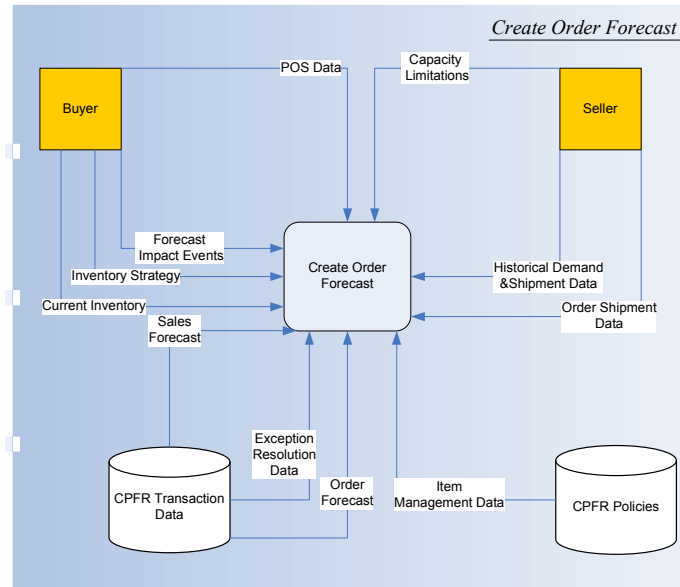 Create Order Forecast
POS Data
Capacity
Limitations
Buyer
Seller
Forecast
Impact Events
Inventory Strategy
Current Inventory
Create Order
Forecast
Historical Demand
&Shipment Data
Order Shipment
Data
Sales
Forecast
Exception
Resolution
Data
Order
Forecast
Item
Management Data
CPFR Transaction
Data
CPFR Policies